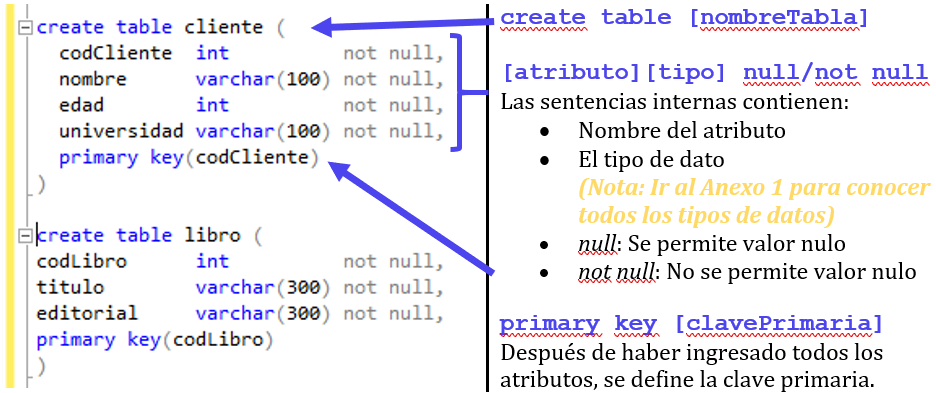 create table cliente (
codCliente int not null,
nombre varchar(100) not null,
edad int not null,
universidad varchar(100) not null,
primary key(codCliente)
)
create table libro (
codLibro int not null,
titulo varchar(300) not null,
editorial varchar(300) not null,
primary key(codLibro)
)
create table [nombreTabla]
[atributo][tipo] null/not null
Las sentencias internas contienen:
• Nombre del atributo
• El tipo de dato
(Nota: Ir al Anexo 1 para conocer
todos los tipos de datos)
• null: Se permite valor nulo
• not null: No se permite valor nulo
primary key [clavePrimaria]
Después de haber ingresado todos los
atributos, se define la clave primaria.